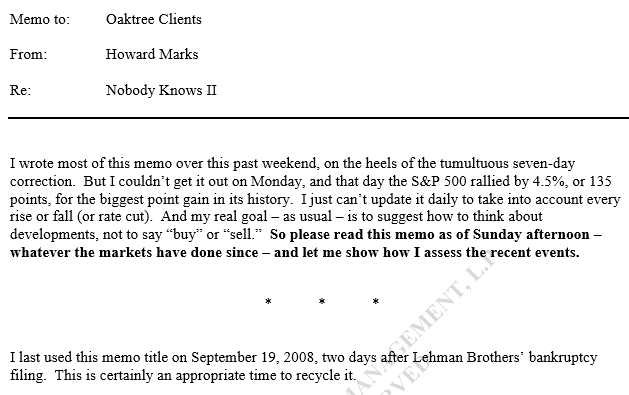 Memo to: Oaktree Clients
From: Howard Marks
Re: Nobody Knows II
I wrote most of this memo over this past weekend, on the heels of the tumultuous seven-day
correction. But I couldn’t get it out on Monday, and that day the S&P 500 rallied by 4.5%, or 135
points, for the biggest point gain in its history. I just can’t update it daily to take into account every
rise or fall (or rate cut). And my real goal – as usual – is to suggest how to think about
developments, not to say “buy” or “sell.” So please read this memo as of Sunday afternoon –
whatever the markets have done since – and let me show how I assess the recent events.
* * *
I last used this memo title on September 19, 2008, two days after Lehman Brothers’ bankruptcy
filing. This is certainly an appropriate time to recycle it.